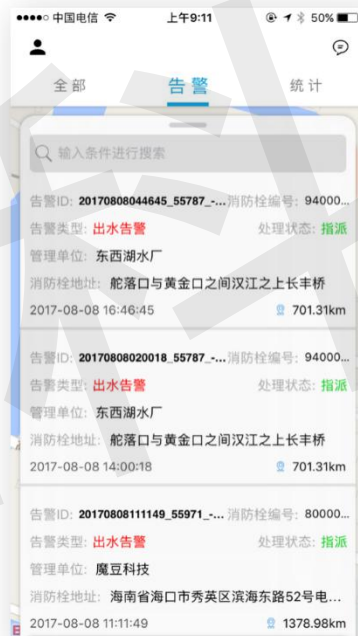 中国电信 上午9:11 50%
全部 告警 统计
输入条件进行搜索
告警ID: 20170808044645_55787_-... 消防栓编号: 94000...
告警类型: 出水告警 处理状态: 指派
管理单位: 东西湖水厂
消防栓地址: 舵落口与黄金口之间汉江之上长丰桥
2017-08-08 16:46:45 701.31km
告警ID: 20170808020018_55787_-... 消防栓编号: 94000...
告警类型: 出水告警 处理状态: 指派
管理单位: 东西湖水厂
消防栓地址: 舵落口与黄金口之间汉江之上长丰桥
2017-08-08 14:00:18 701.31km
告警ID: 20170808111149_55971_-... 消防栓编号: 80000...
告警类型: 出水告警 处理状态: 指派
管理单位: 魔豆科技
消防栓地址: 海南省海口市秀英区滨海东路52号电...
2017-08-08 11:11:49 1378.98km